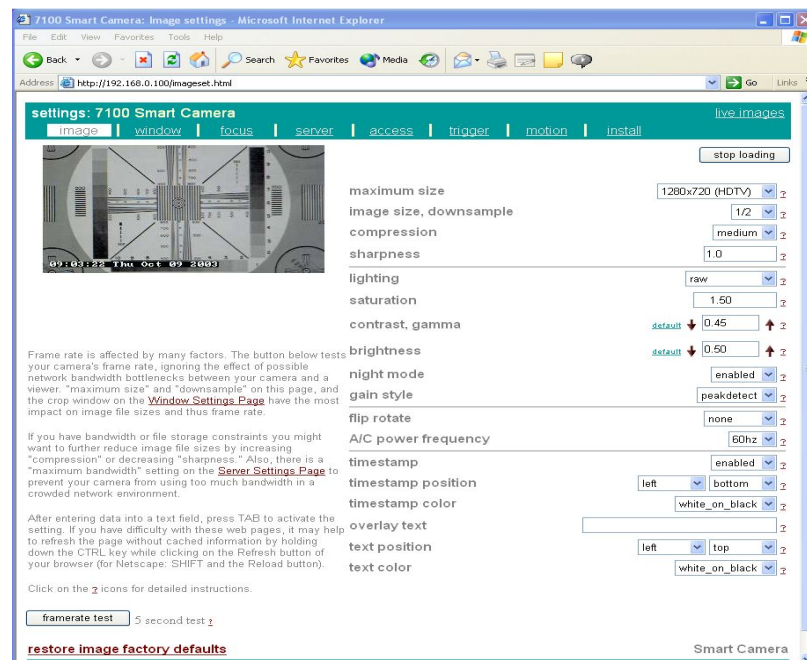 7100 Smart Camera: Image settings - Microsoft Internet Explorer
File Edit View Favorites Tools Help
Back Search Favorites Media
Address http://192.168.0.100/imageset.html Go Links
settings: 7100 Smart Camera live images
image window focus server access trigger motion install
stop loading
09:03:22 Thu Oct 09 2003
maximum size 1280x720 (HDTV) ?
image size, downsample 1/2 ?
compression medium ?
sharpness 1.0 ?
lighting raw ?
saturation 1.50 ?
contrast, gamma default 0.45 ?
brightness default 0.50 ?
night mode enabled ?
gain style peakdetect ?
flip rotate none ?
A/C power frequency 60hz ?
timestamp enabled ?
timestamp position left bottom ?
timestamp color white_on_black ?
overlay text ?
text position left top ?
text color white_on_black ?
Frame rate is affected by many factors. The button below tests
your camera's frame rate, ignoring the effect of possible
network bandwidth bottlenecks between your camera and a
viewer. "maximum size" and "downsample" on this page, and
the crop window on the Window Settings Page have the most
impact on image file sizes and thus frame rate.
If you have bandwidth or file storage constraints you might
want to further reduce image file sizes by increasing
"compression" or decreasing "sharpness." Also, there is a
"maximum bandwidth" setting on the Server Settings Page to
prevent your camera from using too much bandwidth in a
crowded network environment.
After entering data into a text field, press TAB to activate the
setting. If you have difficulty with these web pages, it may help
to refresh the page without cached information by holding
down the CTRL key while clicking on the Refresh button of
your browser (for Netscape: SHIFT and the Reload button).
Click on the ? icons for detailed instructions.
framerate test 5 second test ?
restore image factory defaults Smart Camera